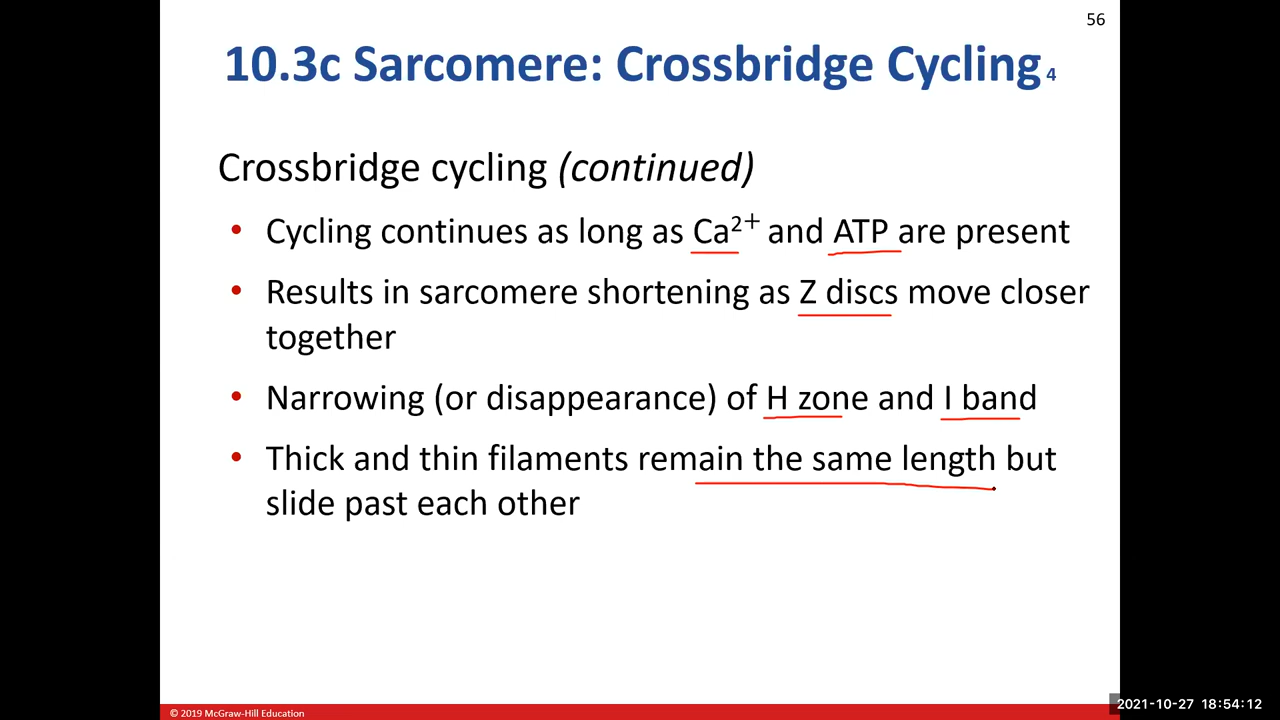 56
10.3c Sarcomere: Crossbridge Cycling 4
Crossbridge cycling (continued)
• Cycling continues as long as Ca²⁺ and ATP are present
• Results in sarcomere shortening as Z discs move closer
together
• Narrowing (or disappearance) of H zone and I band
• Thick and thin filaments remain the same length but
slide past each other
© 2019 McGraw-Hill Education
2021-10-27 18:54:12